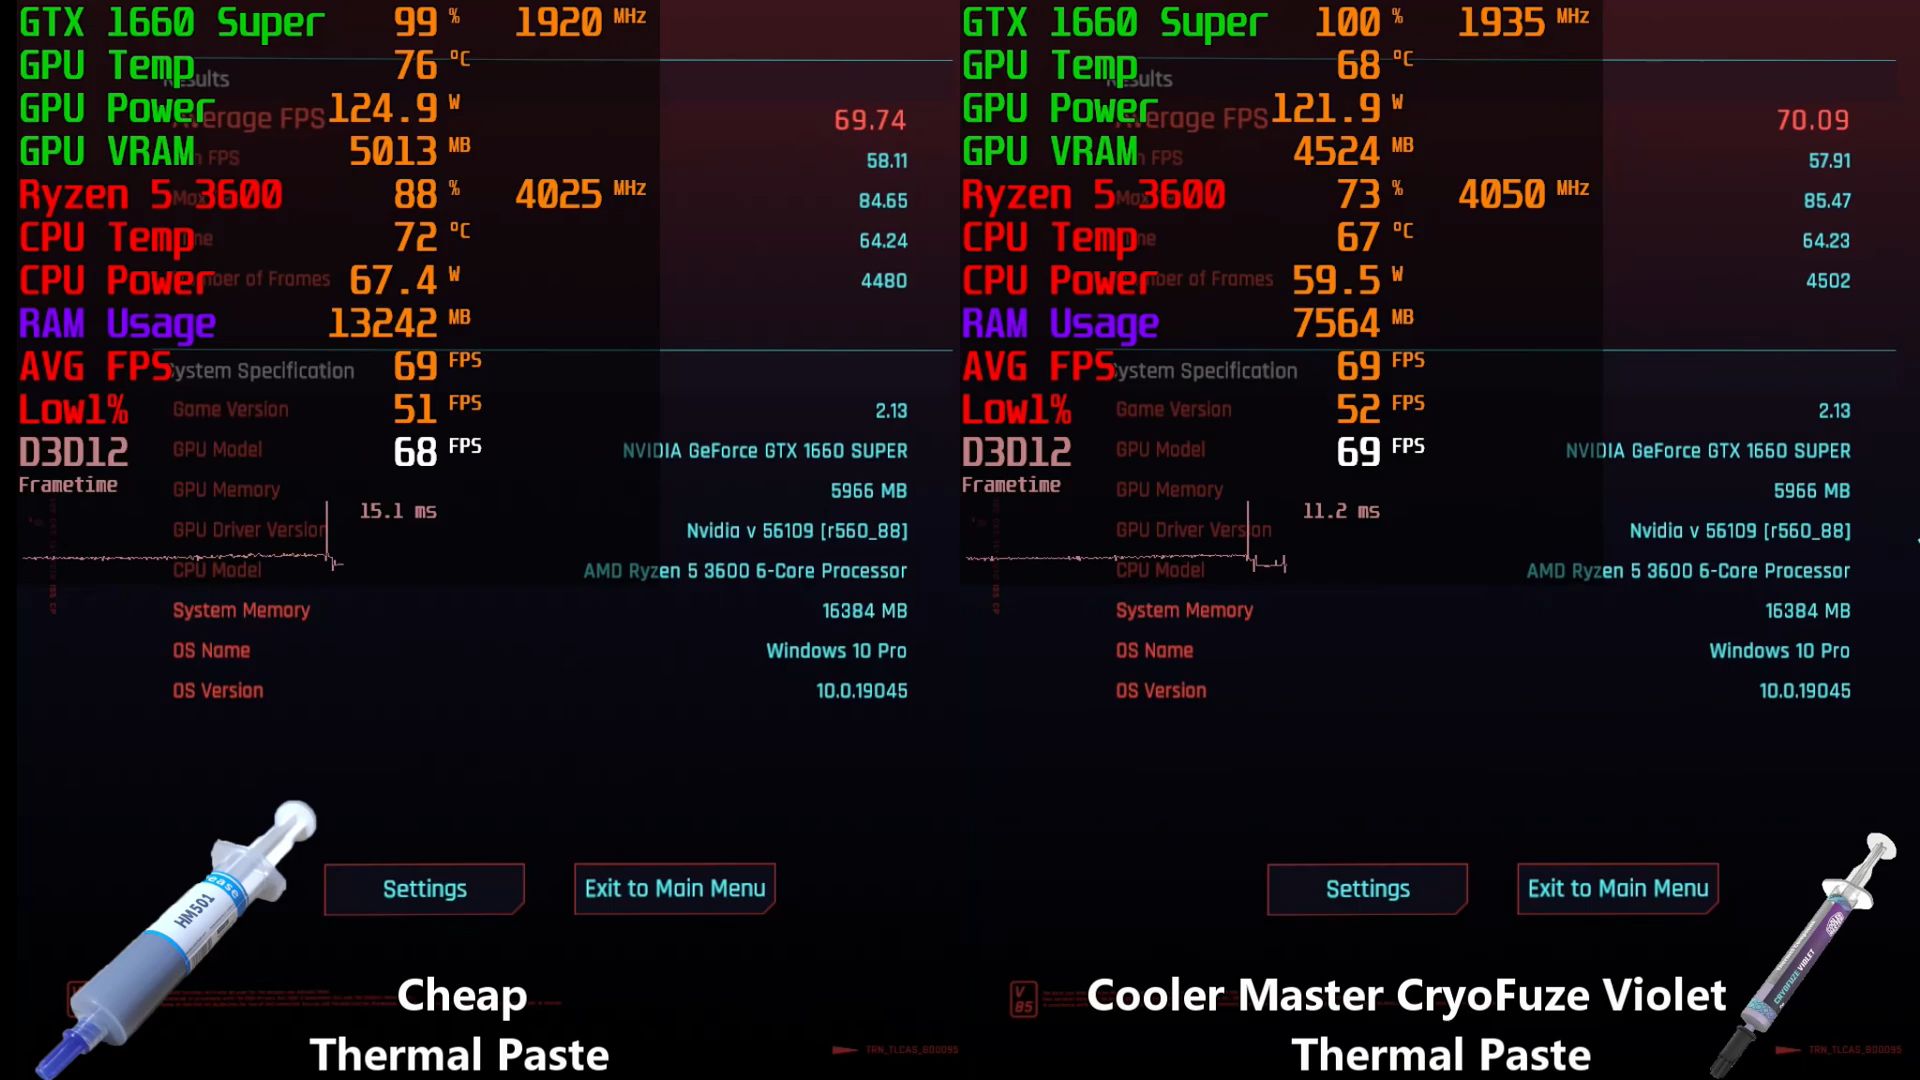 GTX 1660 Super 99 % 1920 MHz
GPU Temp 76 °C
Results
GPU Power 124.9 W
Average FPS 69.74
GPU VRAM 5013 MB
FPS 58.11
Ryzen 5 3600 88 % 4025 MHz
84.65
CPU Temp 72 °C
64.24
CPU Power 67.4 W
Number of Frames 4480
RAM Usage 13242 MB
AVG FPS 69 FPS
System Specification
Low1% 51 FPS
Game Version 2.13
D3D12 68 FPS
GPU Model NVIDIA GeForce GTX 1660 SUPER
Frametime
GPU Memory 5966 MB
15.1 ms
GPU Driver Version Nvidia v 56109 [r560_88]
CPU Model AMD Ryzen 5 3600 6-Core Processor
System Memory 16384 MB
OS Name Windows 10 Pro
OS Version 10.0.19045
Settings Exit to Main Menu
HM501
Cheap
Thermal Paste
TRN_TLCAS_800095
GTX 1660 Super 100 % 1935 MHz
GPU Temp 68 °C
Results
GPU Power 121.9 W
Average FPS 70.09
GPU VRAM 4524 MB
FPS 57.91
Ryzen 5 3600 73 % 4050 MHz
85.47
CPU Temp 67 °C
64.23
CPU Power 59.5 W
Number of Frames 4502
RAM Usage 7564 MB
AVG FPS 69 FPS
System Specification
Low1% 52 FPS
Game Version 2.13
D3D12 69 FPS
GPU Model NVIDIA GeForce GTX 1660 SUPER
Frametime
GPU Memory 5966 MB
11.2 ms
GPU Driver Version Nvidia v 56109 [r560_88]
CPU Model AMD Ryzen 5 3600 6-Core Processor
System Memory 16384 MB
OS Name Windows 10 Pro
OS Version 10.0.19045
Settings Exit to Main Menu
CRYOFUZE VIOLET
V
85
Cooler Master CryoFuze Violet
Thermal Paste
TRN_TLCAS_800095